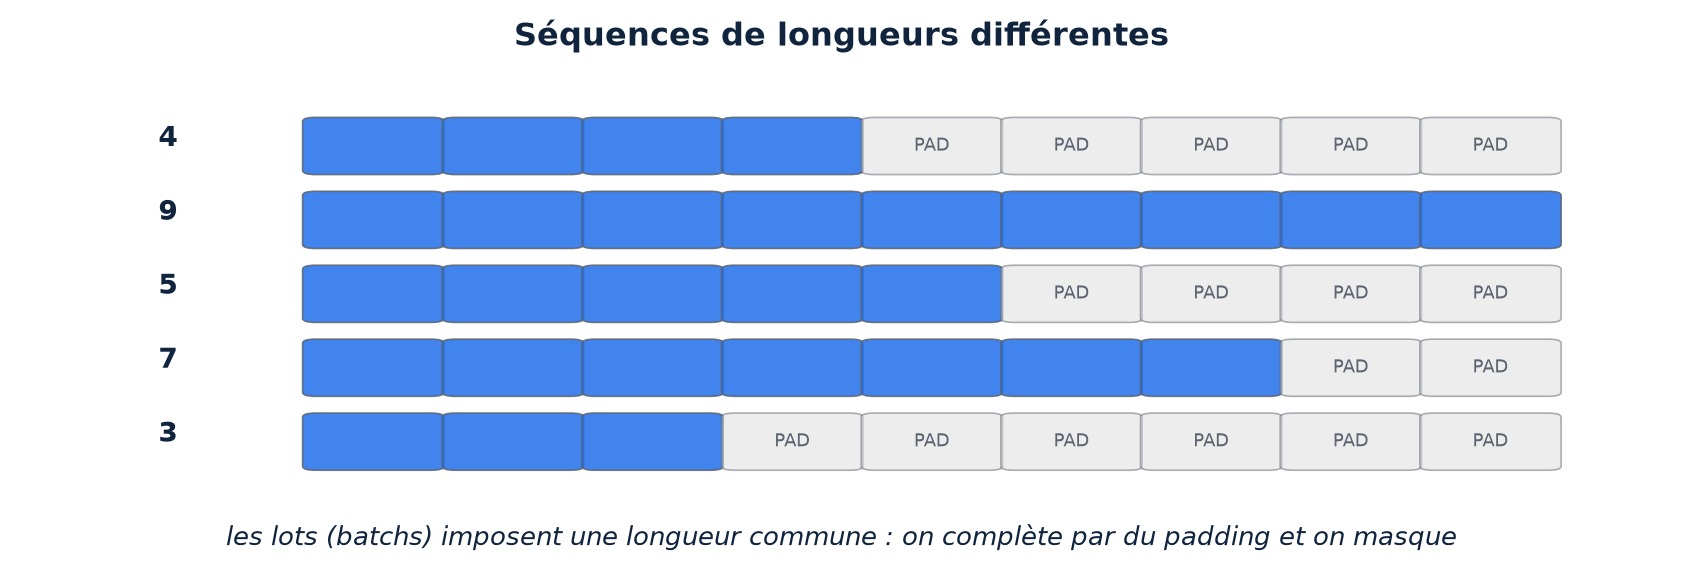 Séquences de longueurs différentes
4 PAD PAD PAD PAD PAD
9
5 PAD PAD PAD PAD
7 PAD PAD
3 PAD PAD PAD PAD PAD PAD
les lots (batchs) imposent une longueur commune : on complète par du padding et on masque